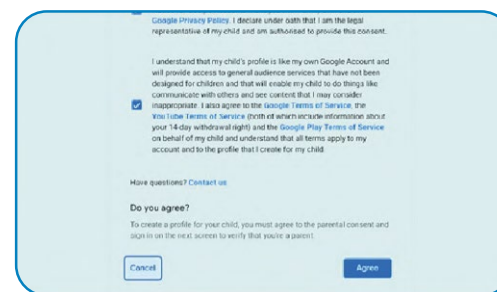 Google Privacy Policy. I declare under oath that I am the legal
representative of my child and am authorised to provide this consent.
I understand that my child's profile is like my own Google Account and
will provide access to general audience services that have not been
designed for children and that will enable my child to do things like
communicate with others and see content that I may consider
inappropriate. I also agree to the Google Terms of Service, the
YouTube Terms of Service (both of which include information about
your 14-day withdrawal right) and the Google Play Terms of Service
on behalf of my child and understand that all terms apply to my
account and to the profile that I create for my child.
Have questions? Contact us
Do you agree?
To create a profile for your child, you must agree to the parental consent and
sign in on the next screen to verify that you're a parent.
Cancel
Agree